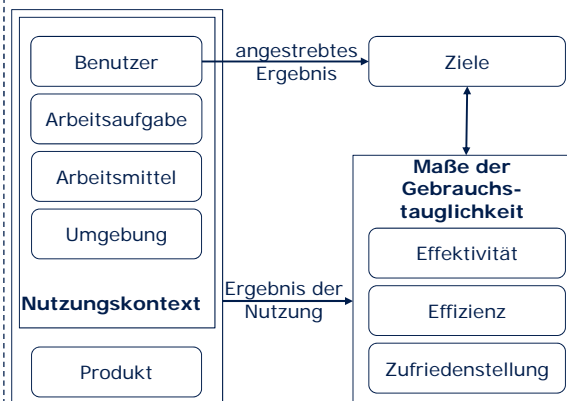 Benutzer
angestrebtes
Ergebnis
Ziele
Arbeitsaufgabe
Arbeitsmittel
Umgebung
Nutzungskontext
Produkt
Ergebnis der
Nutzung
Maße der
Gebrauchs-
tauglichkeit
Effektivität
Effizienz
Zufriedenstellung